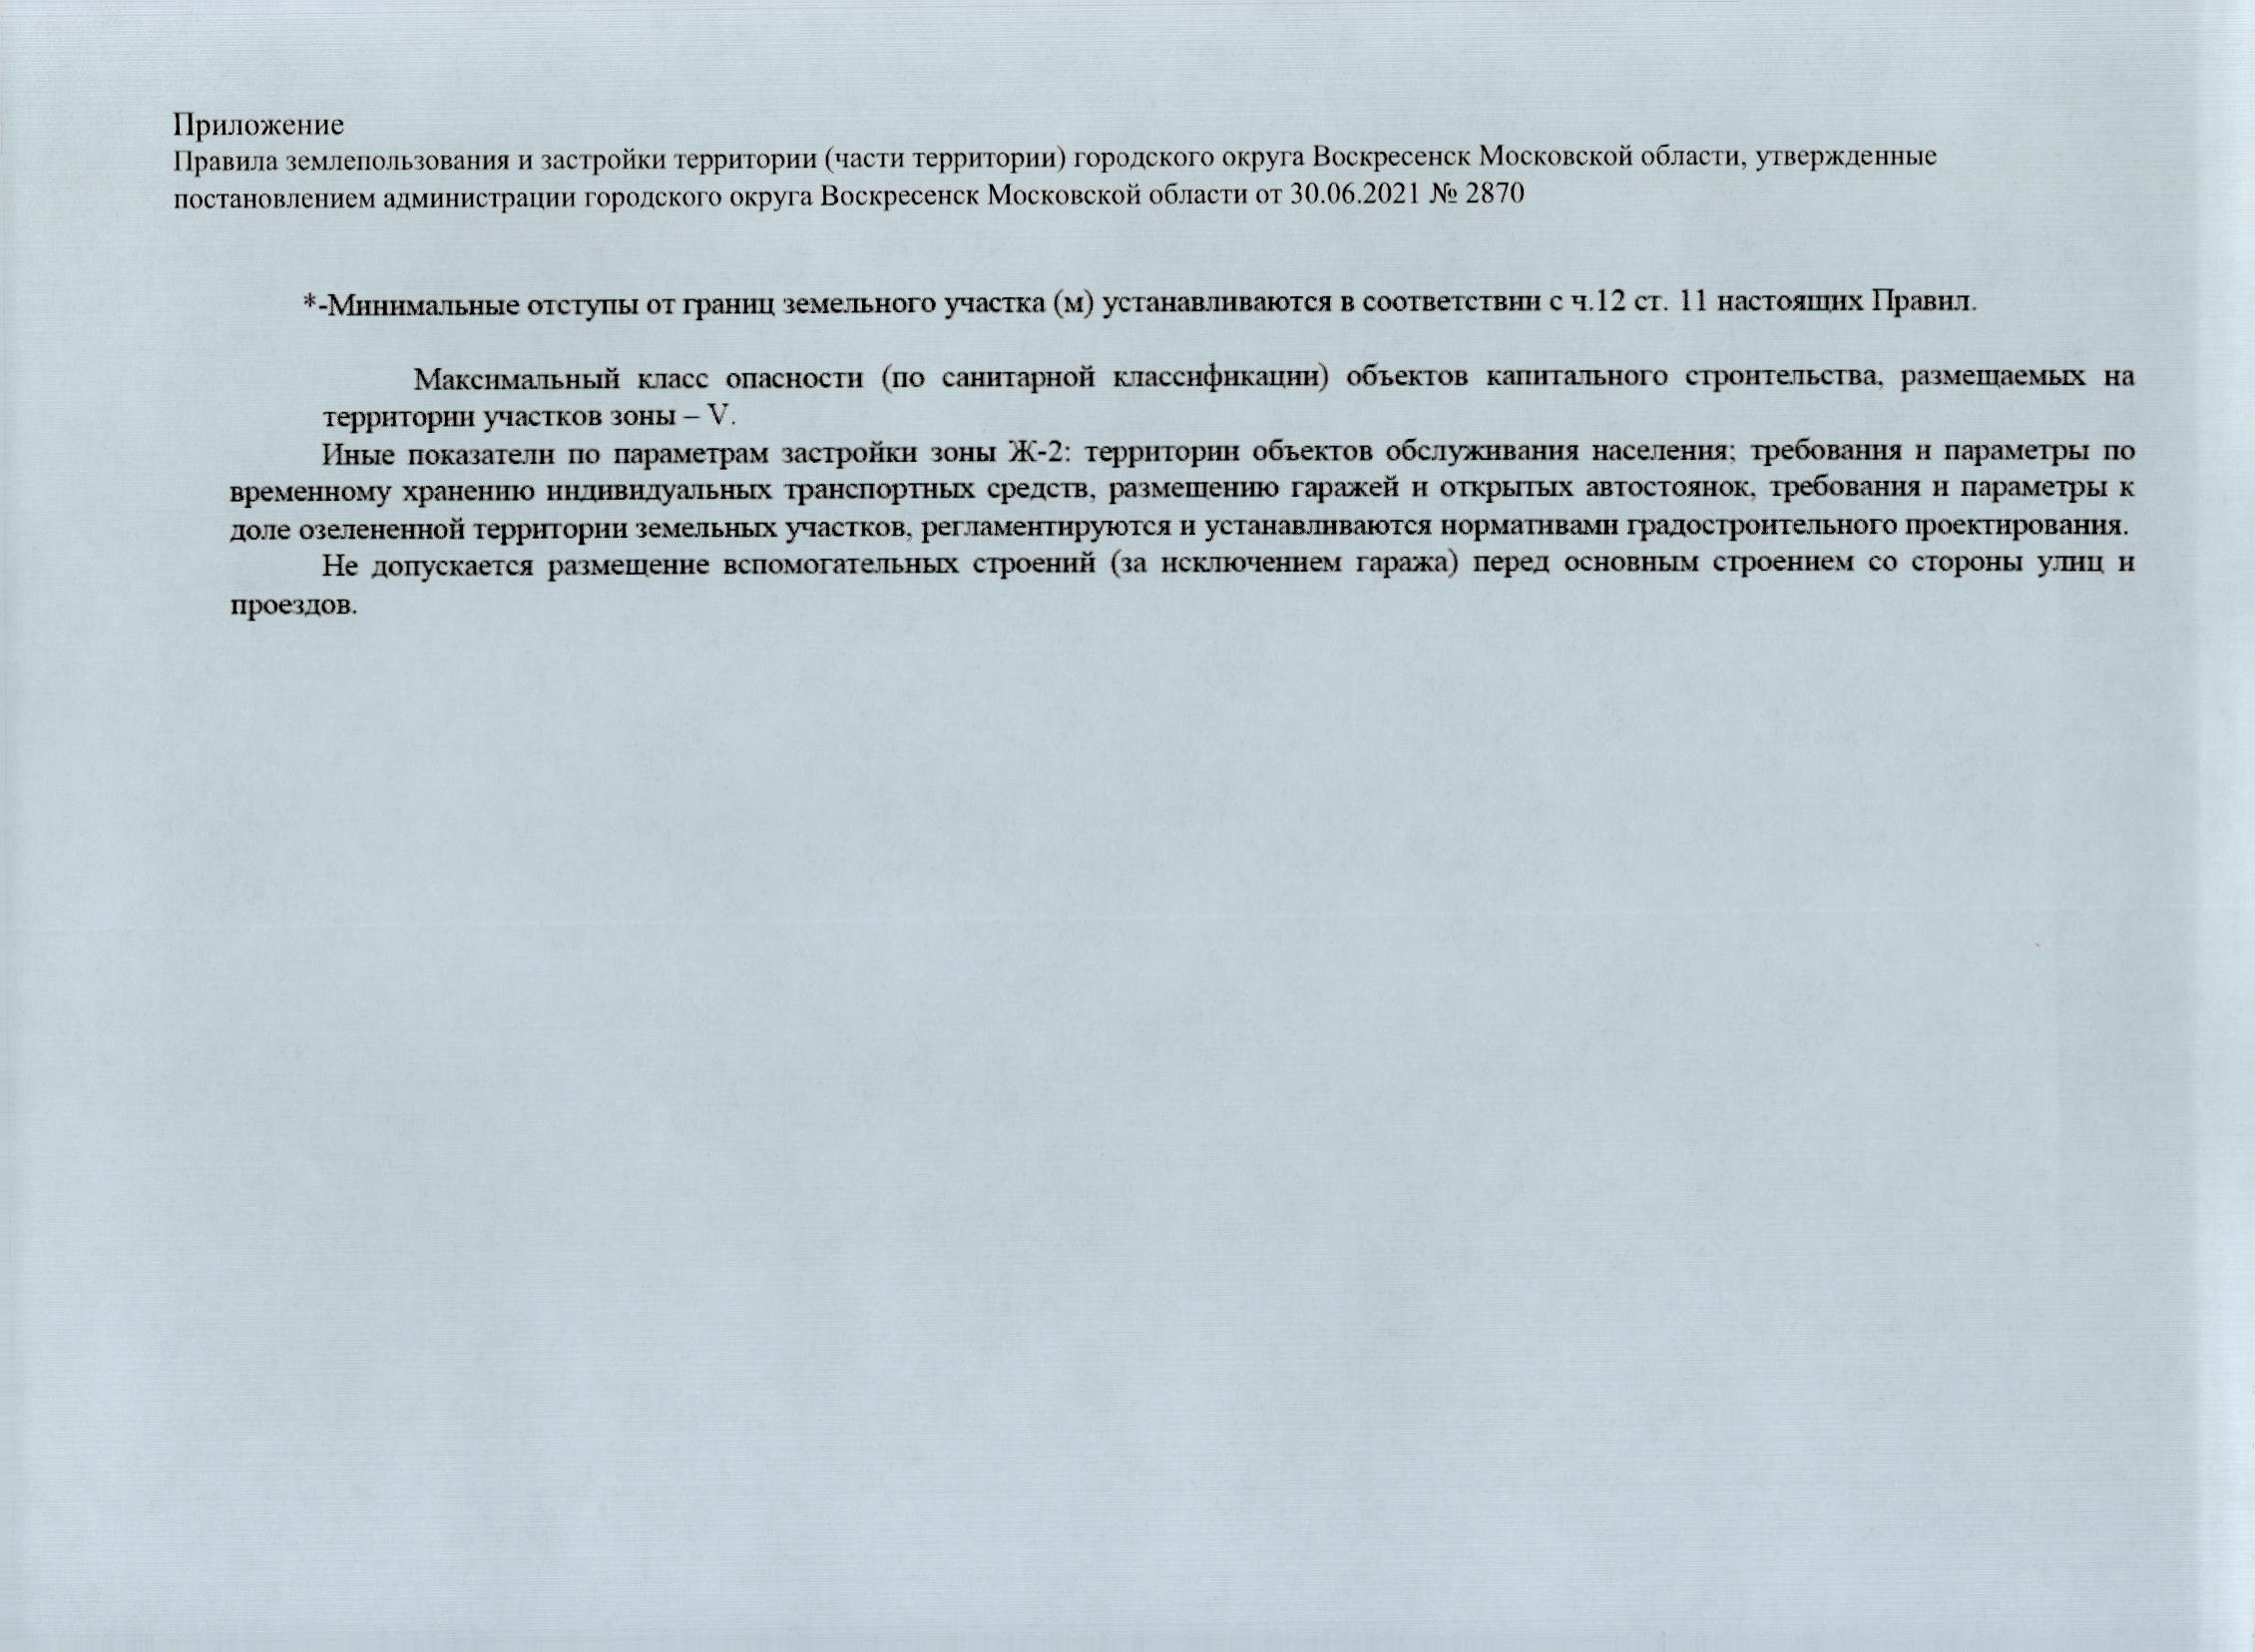 Приложение
Правила землепользования и застройки территории (части территории) городского округа Воскресенск Московской области, утвержденные
постановлением администрации городского округа Воскресенск Московской области от 30.06.2021 № 2870
*-Минимальные отступы от границ земельного участка (м) устанавливаются в соответствии с ч.12 ст. 11 настоящих Правил.
Максимальный класс опасности (по санитарной классификации) объектов капитального строительства, размещаемых на
территории участков зоны – V.
Иные показатели по параметрам застройки зоны Ж-2: территории объектов обслуживания населения; требования и параметры по
временному хранению индивидуальных транспортных средств, размещению гаражей и открытых автостоянок, требования и параметры к
доле озелененной территории земельных участков, регламентируются и устанавливаются нормативами градостроительного проектирования.
Не допускается размещение вспомогательных строений (за исключением гаража) перед основным строением со стороны улиц и
проездов.